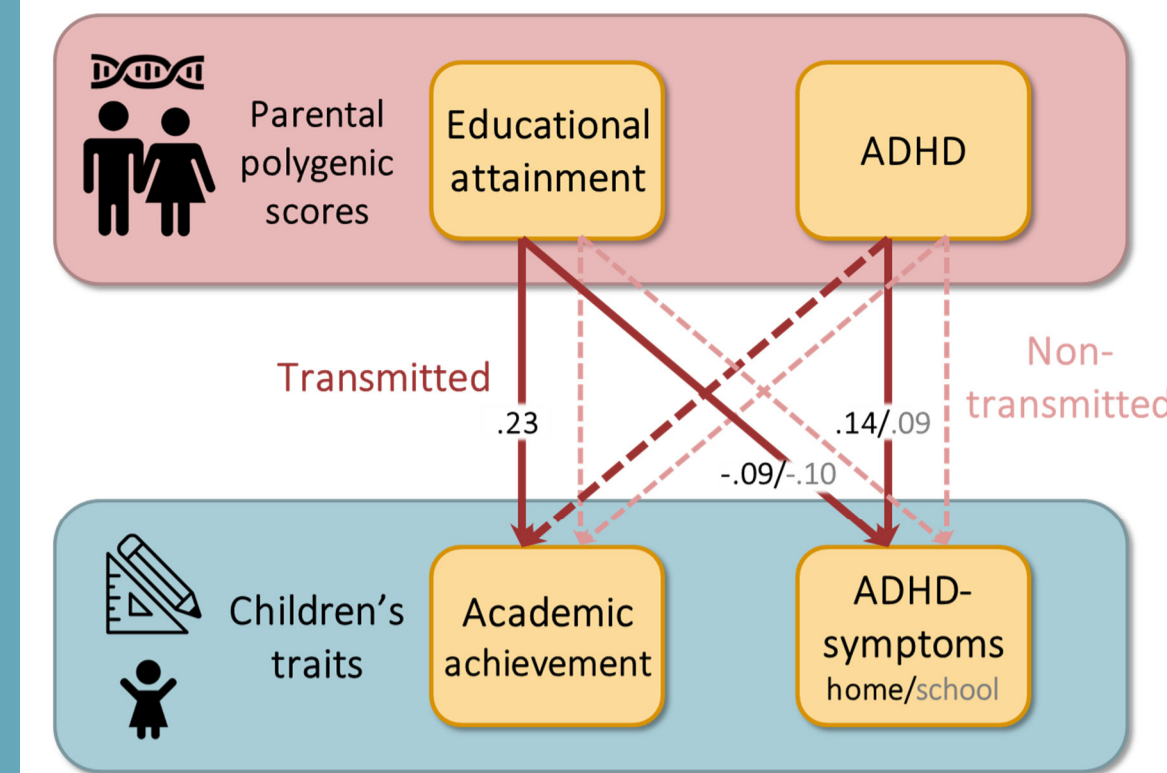 Parental
polygenic
scores
Educational
attainment
ADHD
Transmitted
Non-
transmitted
.23
.14/.09
-.09/-.10
Children's
traits
Academic
achievement
ADHD-
symptoms
home/school